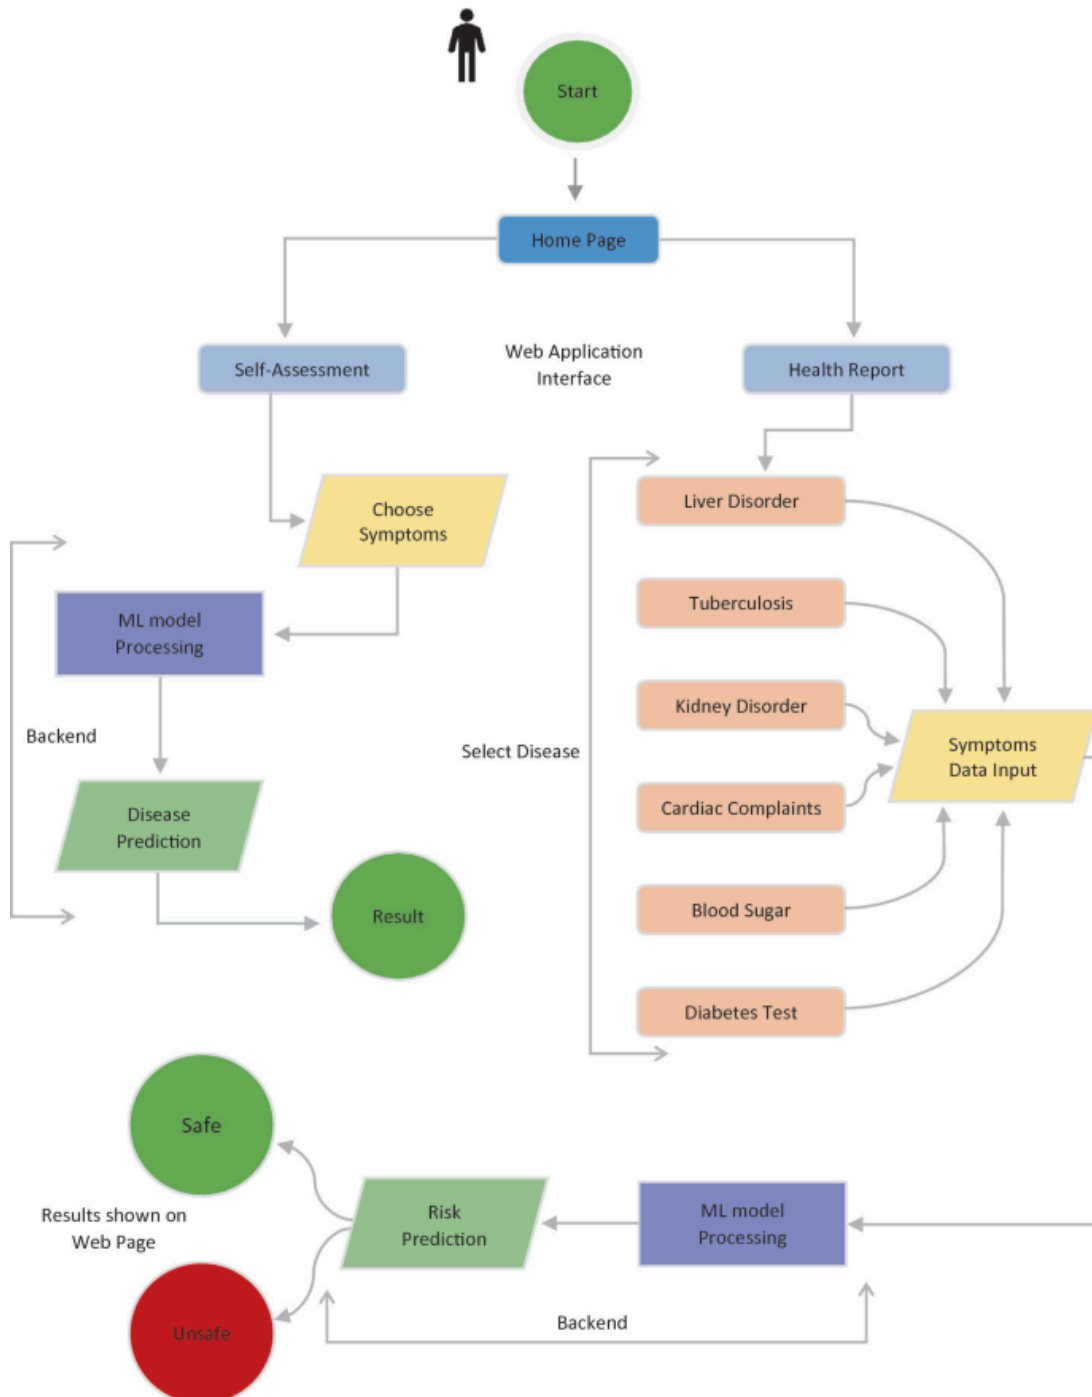 Start
Home Page
Self-Assessment
Web Application
Interface
Health Report
Choose
Symptoms
ML model
Processing
Backend
Disease
Prediction
Result
Select Disease
Liver Disorder
Tuberculosis
Kidney Disorder
Cardiac Complaints
Blood Sugar
Diabetes Test
Symptoms
Data Input
Safe
Results shown on
Web Page
Unsafe
Risk
Prediction
ML model
Processing
Backend